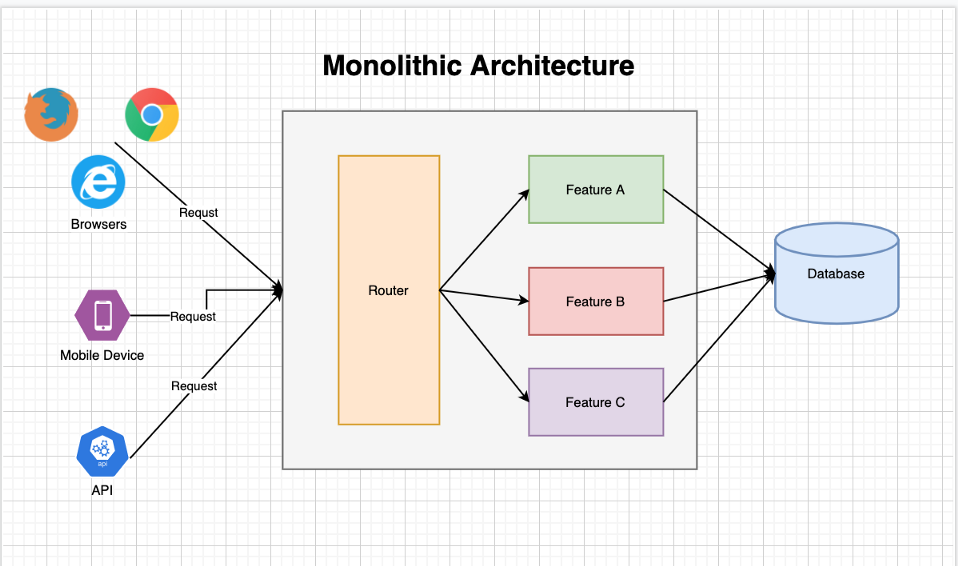 Monolithic Architecture
Browsers
Requst
Mobile Device
Request
API
api
Request
Router
Feature A
Feature B
Feature C
Database